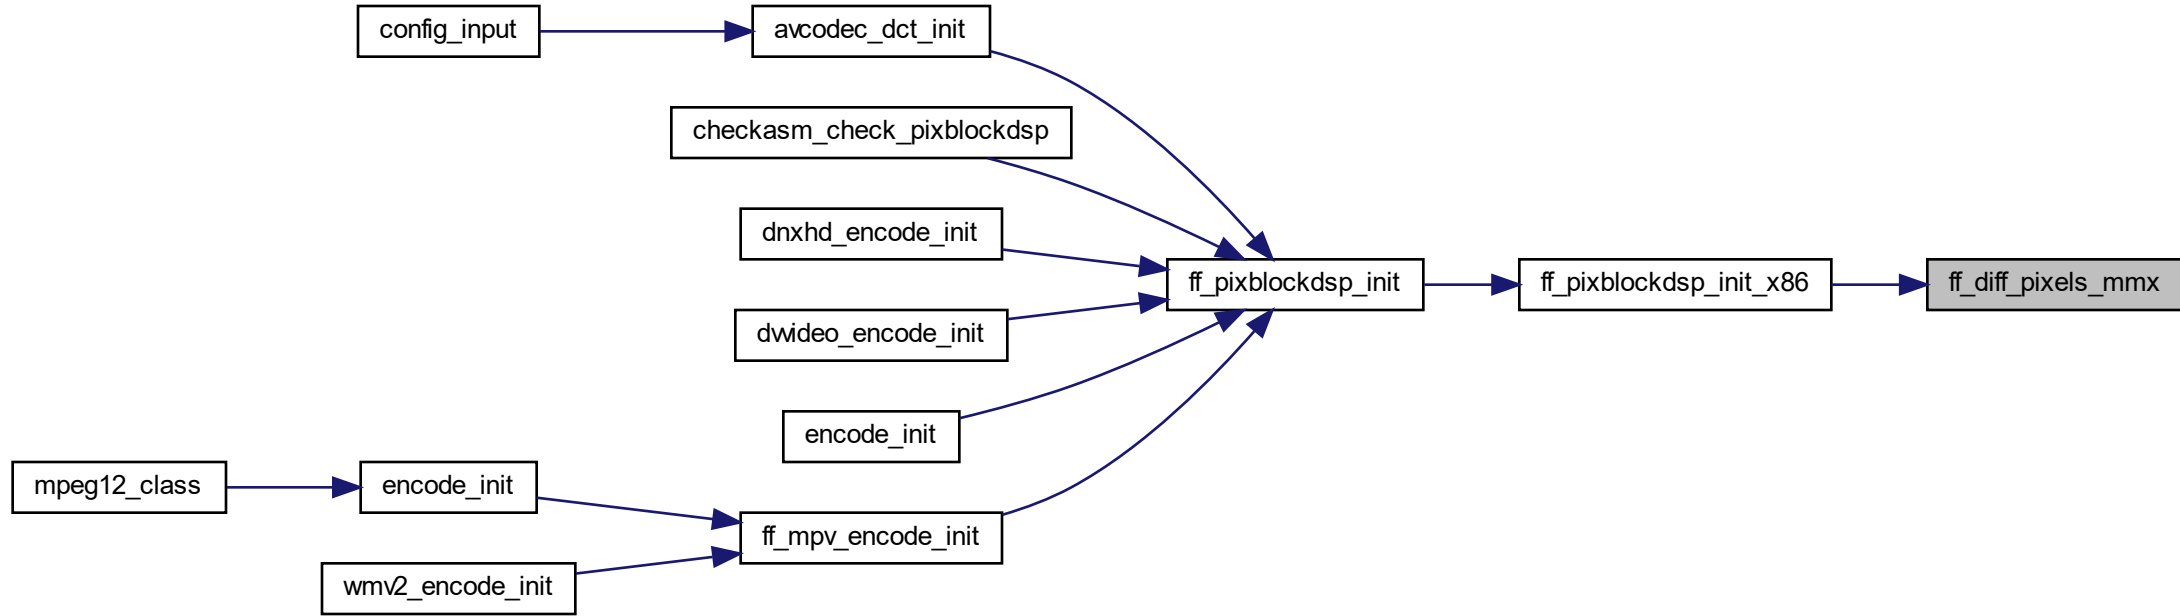 config_input
avcodec_dct_init
checkasm_check_pixblockdsp
dnxhd_encode_init
ff_pixblockdsp_init
ff_pixblockdsp_init_x86
ff_diff_pixels_mmx
dvvideo_encode_init
encode_init
mpeg12_class
encode_init
ff_mpv_encode_init
wmv2_encode_init